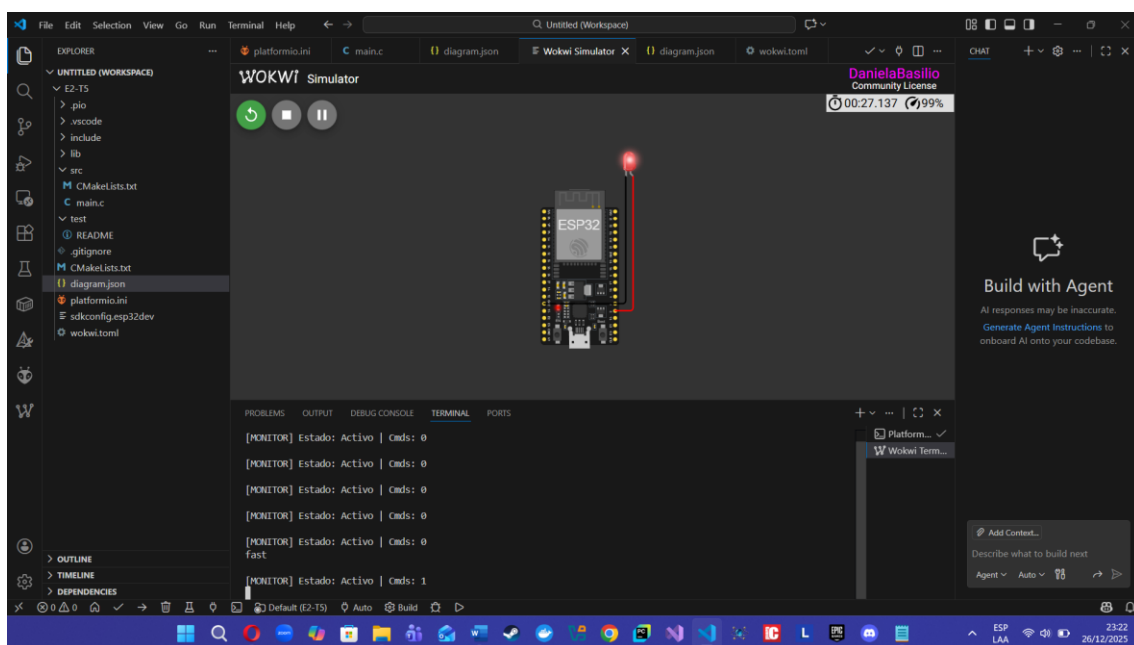 File Edit Selection View Go Run Terminal Help
Untitled (Workspace)
EXPLORER
UNTITLED (WORKSPACE)
E2-T5
.pio
.vscode
include
lib
src
CMakeLists.txt
main.c
test
README
.gitignore
CMakeLists.txt
diagram.json
platformio.ini
sdkconfig.esp32dev
wokwi.toml
OUTLINE
TIMELINE
DEPENDENCIES
platformio.ini main.c diagram.json Wokwi Simulator diagram.json wokwi.toml
WOKWI Simulator
DanielaBasilio
Community License
00:27.137 99%
ESP32
PROBLEMS OUTPUT DEBUG CONSOLE TERMINAL PORTS
[MONITOR] Estado: Activo | Cmds: 0
[MONITOR] Estado: Activo | Cmds: 0
[MONITOR] Estado: Activo | Cmds: 0
[MONITOR] Estado: Activo | Cmds: 0
[MONITOR] Estado: Activo | Cmds: 0
fast
[MONITOR] Estado: Activo | Cmds: 1
Platform...
Wokwi Term...
CHAT
Build with Agent
AI responses may be inaccurate.
Generate Agent Instructions to
onboard AI onto your codebase.
Add Context...
Describe what to build next
Agent Auto
0 0 Default (E2-T5) Auto Build
ESP
LAA
23:22
26/12/2025